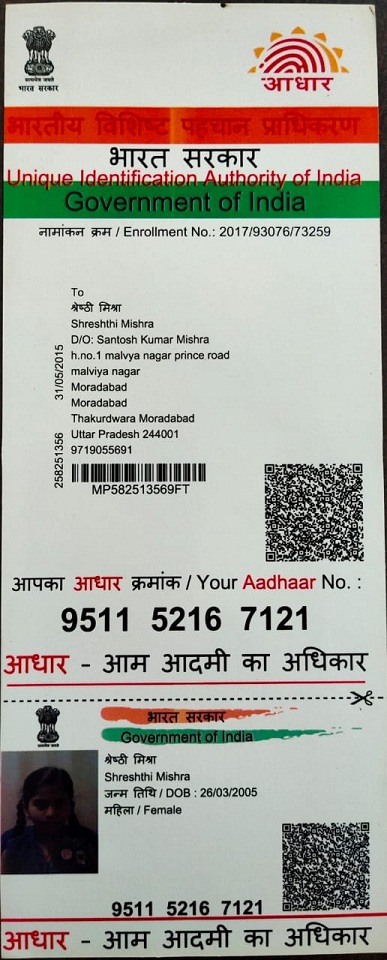 सत्यमेव जयते
भारत सरकार
आधार
भारतीय विशिष्ट पहचान प्राधिकरण
भारत सरकार
Unique Identification Authority of India
Government of India
नामांकन क्रम / Enrollment No.: 2017/93076/73259
To
श्रेष्ठी मिश्रा
Shreshthi Mishra
D/O: Santosh Kumar Mishra
h.no.1 malvya nagar prince road
malviya nagar
Moradabad
Moradabad
Thakurdwara Moradabad
Uttar Pradesh 244001
9719055691
258251356 31/05/2015
MP582513569FT
आपका आधार क्रमांक / Your Aadhaar No. :
9511 5216 7121
आधार - आम आदमी का अधिकार
भारत सरकार
Government of India
श्रेष्ठी मिश्रा
Shreshthi Mishra
जन्म तिथि / DOB : 26/03/2005
महिला / Female
9511 5216 7121
आधार - आम आदमी का अधिकार